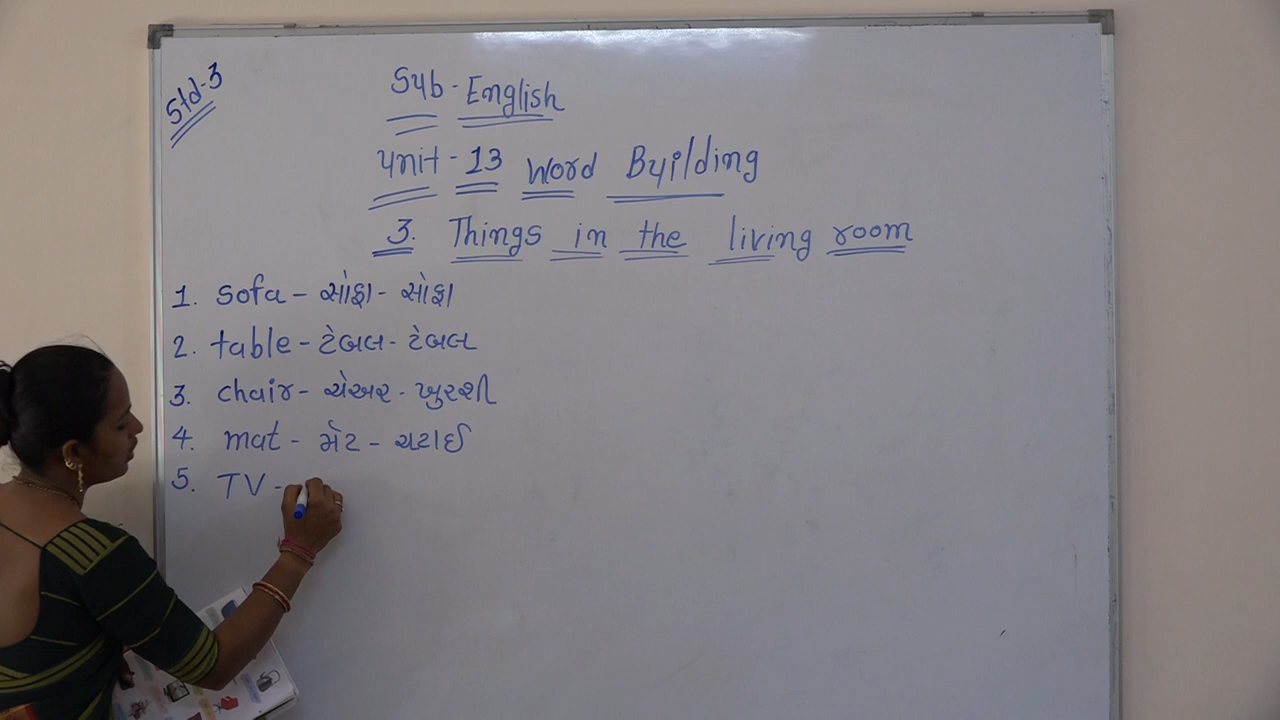 Std-3
Sub - English
Unit - 13 Word Building
3. Things in the living room
1. sofa - સોફા - સોફા
2. table - ટેબલ - ટેબલ
3. chair - ચેઅર - ખુરશી
4. mat - મેટ - ચટાઈ
5. TV -